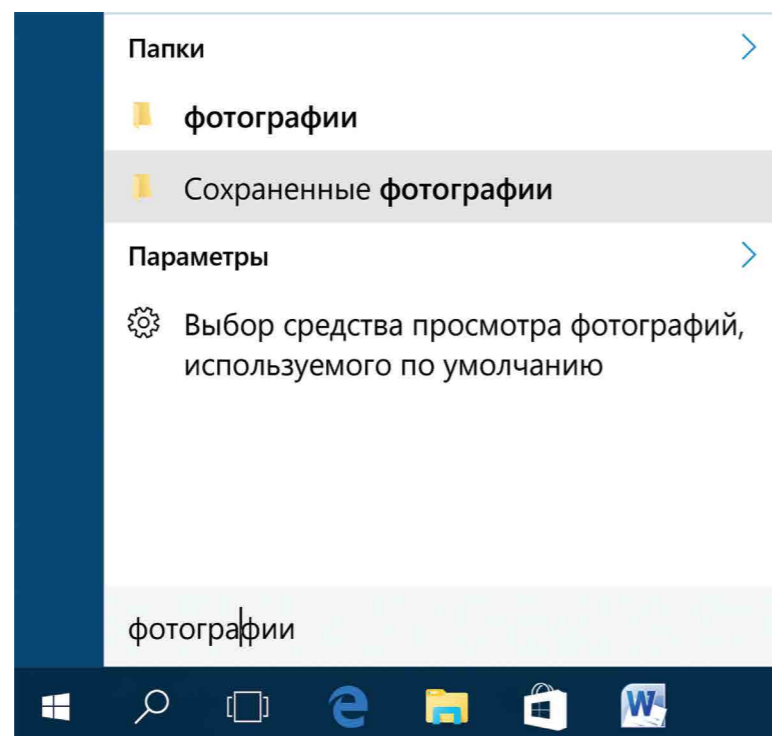 Папки
фотографии
Сохраненные фотографии
Параметры
Выбор средства просмотра фотографий,
используемого по умолчанию
фотографии
W